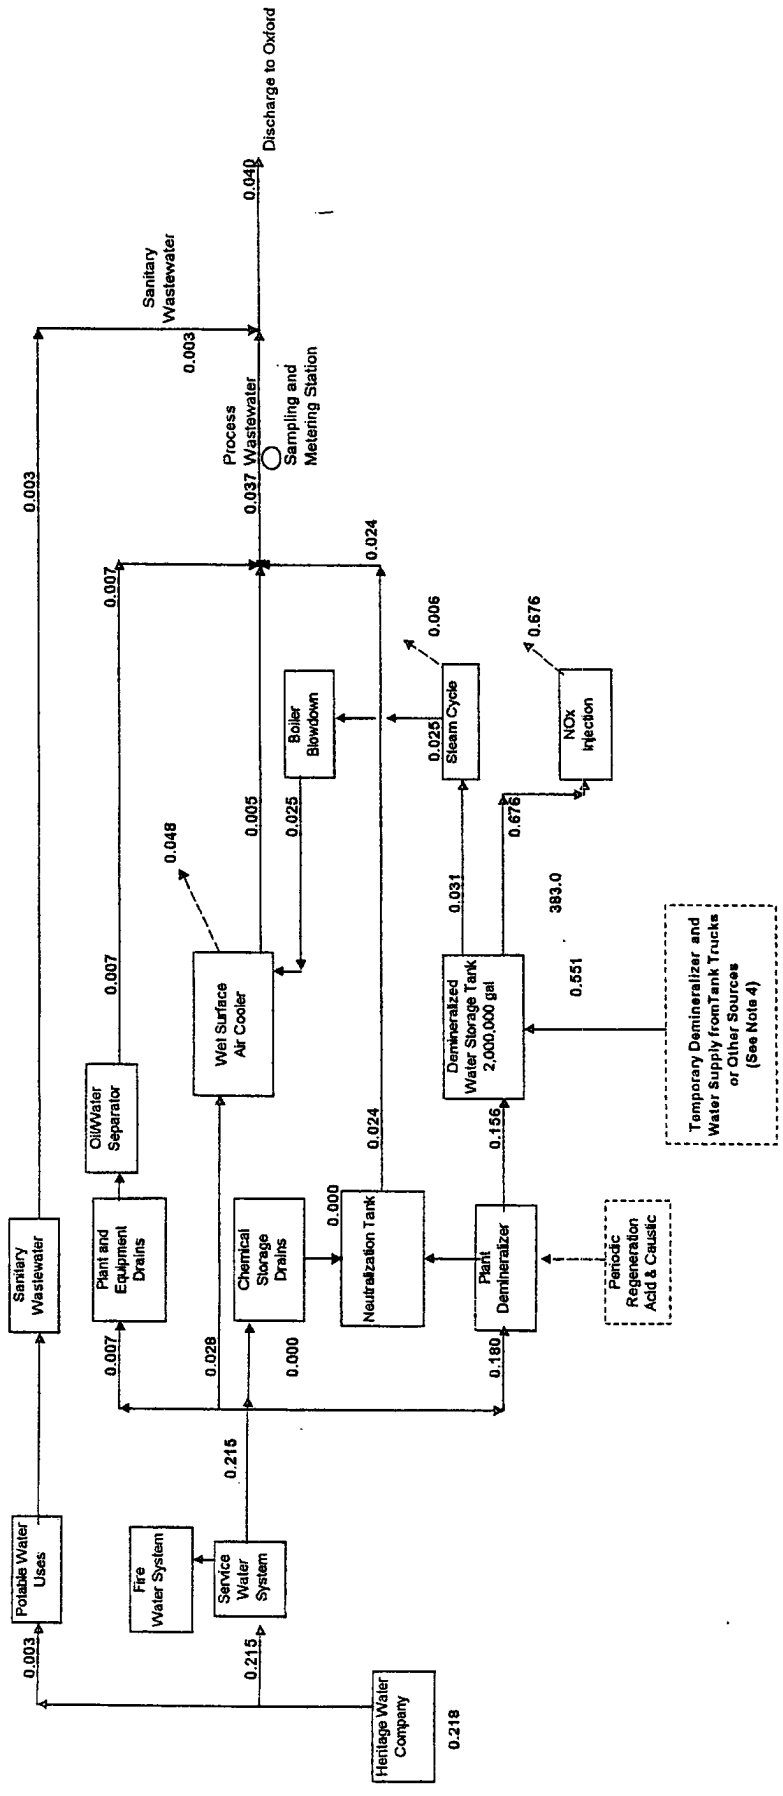 Heritage Water
Company
0.218
0.003
0.215
Potable Water
Uses
Fire
Water System
Service
Water
System
0.215
Sanitary
Wastewater
0.007
0.028
0.000
0.180
Plant and
Equipment
Drains
Oil/Water
Separator
Chemical
Storage
Drains
0.000
Neutralization Tank
Plant
Demineralizer
Periodic
Regeneration
Acid & Caustic
0.024
0.156
0.007
Wet Surface
Air Cooler
0.048
Demineralized
Water Storage Tank
2,000,000 gal
0.551
383.0
Temporary Demineralizer and
Water Supply from Tank Trucks
or Other Sources
(See Note 4)
0.025
0.005
0.031
0.676
Boiler
Blowdown
0.025
Steam Cycle
0.006
NOx
Injection
0.676
0.007
0.024
0.003
0.037
Process
Wastewater
Sampling and
Metering Station
0.003
Sanitary
Wastewater
0.040
Discharge to Oxford